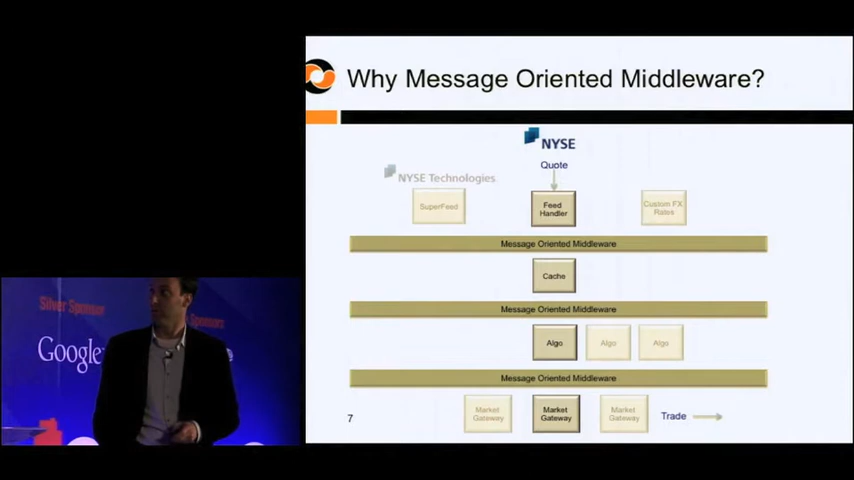 Why Message Oriented Middleware?
NYSE
Quote
NYSE Technologies
SuperFeed
Feed
Handler
Custom FX
Rates
Message Oriented Middleware
Cache
Message Oriented Middleware
Algo
Algo
Algo
Message Oriented Middleware
Market
Gateway
Market
Gateway
Market
Gateway
Trade
7
Silver Sponsor
Sponsors
Google